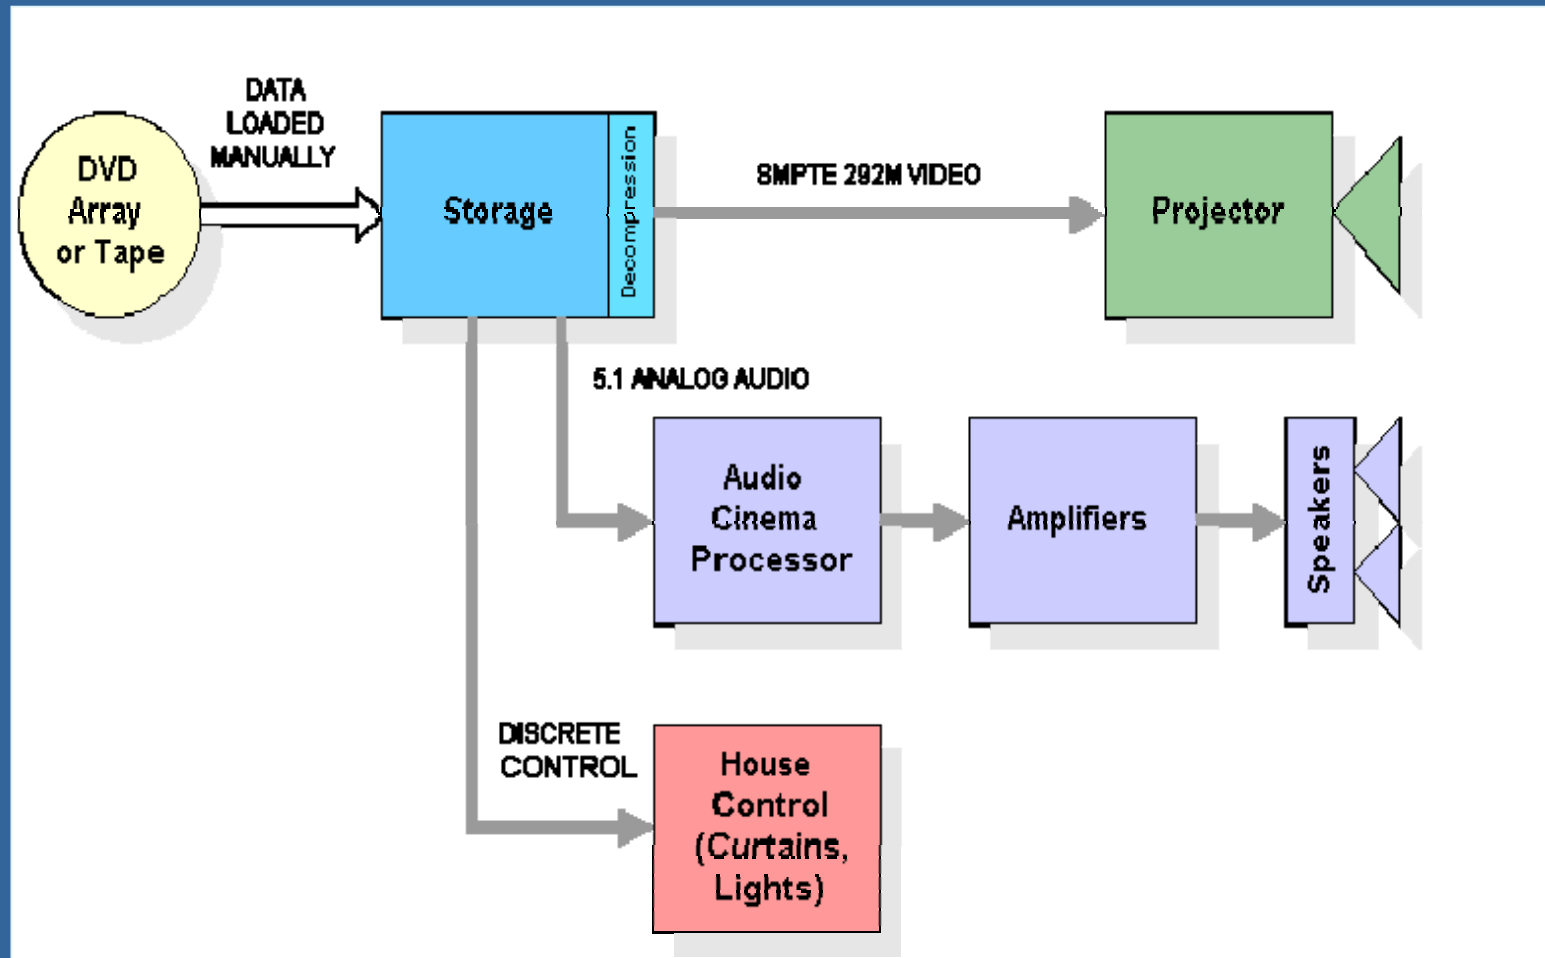 DATA
LOADED
MANUALLY
DVD
Array
or Tape
Storage
Decompression
SMPTE 292M VIDEO
Projector
5.1 ANALOG AUDIO
Audio
Cinema
Processor
Amplifiers
Speakers
DISCRETE
CONTROL
House
Control
(Curtains,
Lights)